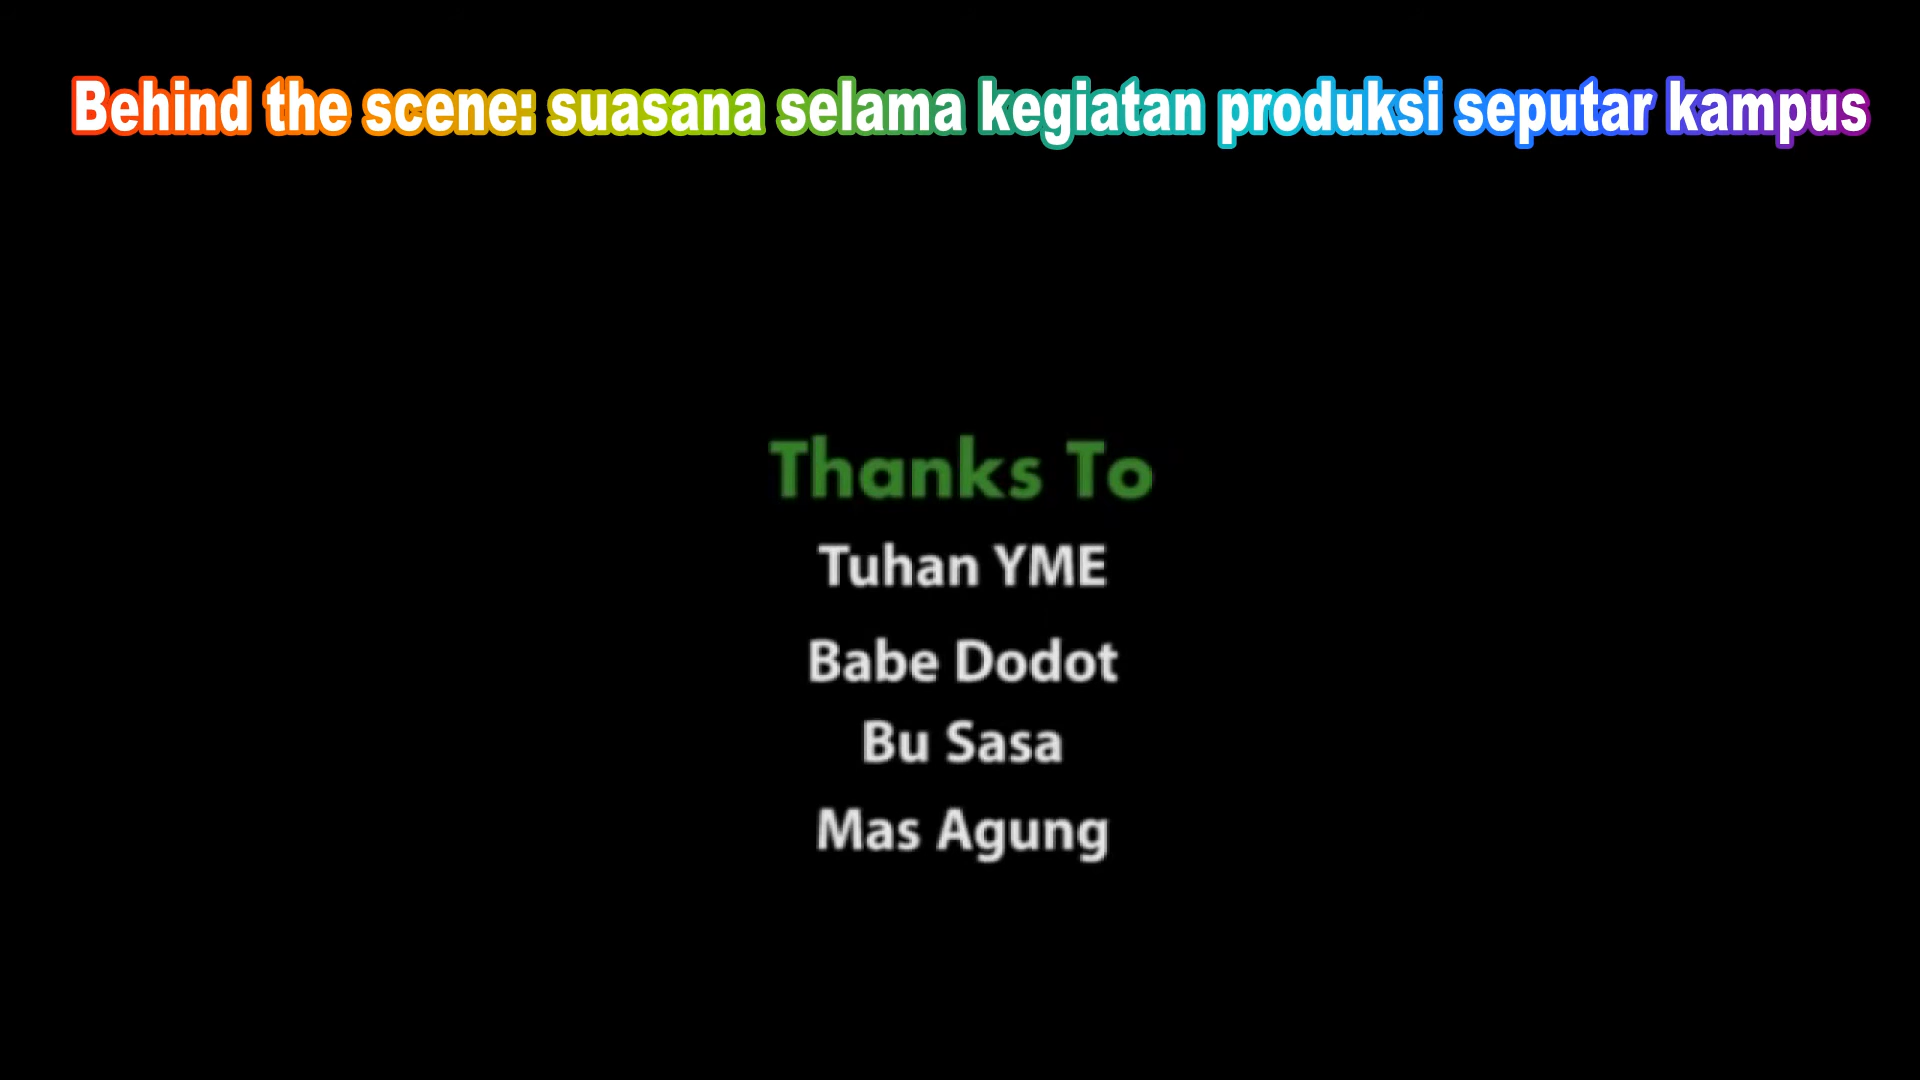 Behind the scene: suasana selama kegiatan produksi seputar kampus
Thanks To
Tuhan YME
Babe Dodot
Bu Sasa
Mas Agung